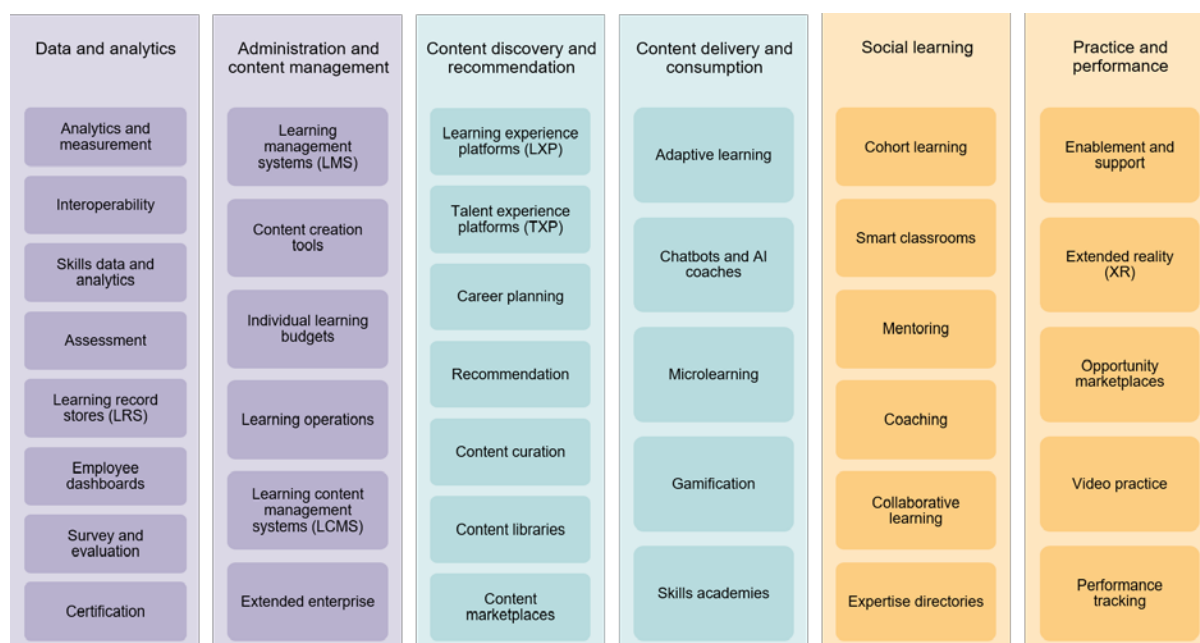 Data and analytics
Analytics and
measurement
Interoperability
Skills data and
analytics
Assessment
Learning record
stores (LRS)
Employee
dashboards
Survey and
evaluation
Certification
Administration and
content management
Learning
management
systems (LMS)
Content creation
tools
Individual learning
budgets
Learning operations
Learning content
management
systems (LCMS)
Extended enterprise
Content discovery and
recommendation
Learning experience
platforms (LXP)
Talent experience
platforms (TXP)
Career planning
Recommendation
Content curation
Content libraries
Content
marketplaces
Content delivery and
consumption
Adaptive learning
Chatbots and AI
coaches
Microlearning
Gamification
Skills academies
Social learning
Cohort learning
Smart classrooms
Mentoring
Coaching
Collaborative
learning
Expertise directories
Practice and
performance
Enablement and
support
Extended reality
(XR)
Opportunity
marketplaces
Video practice
Performance
tracking